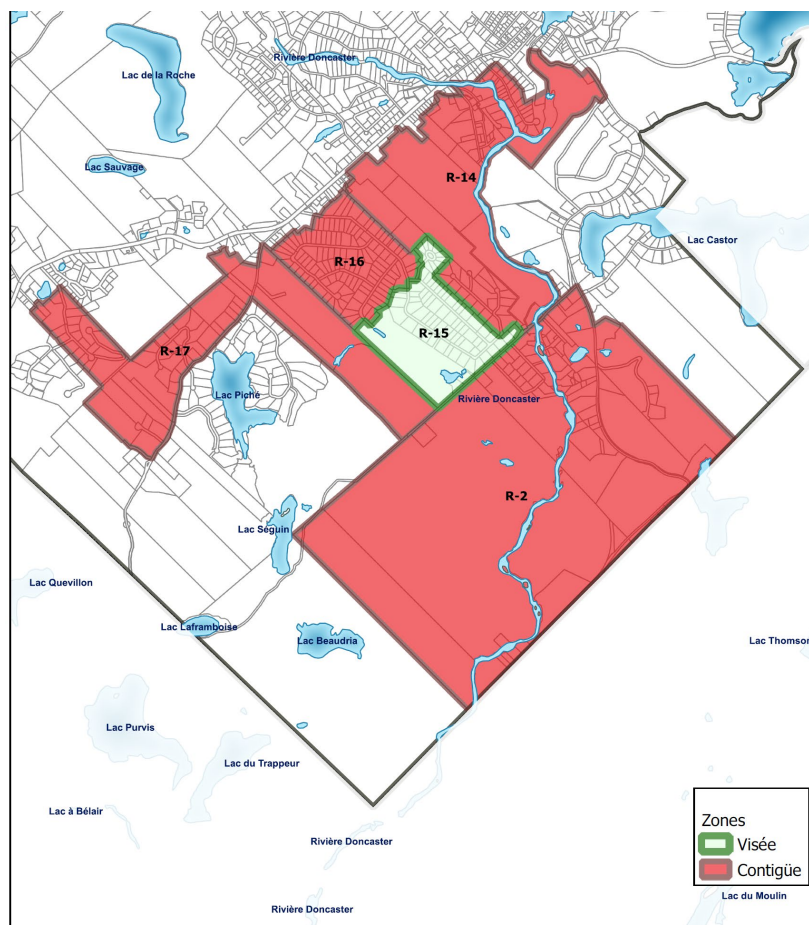 Rivière Doncaster
Lac de la Roche
Lac Sauvage
R-14
Lac Castor
R-16
R-15
R-17
Lac Piché
Rivière Doncaster
R-2
Lac Séguin
Lac Quevillon
Lac Laframboise
Lac Beaudria
Lac Thomson
Lac Purvis
Lac du Trappeur
Lac à Bélair
Rivière Doncaster
Zones
Visée
Contigüe
Lac du Moulin
Rivière Doncaster